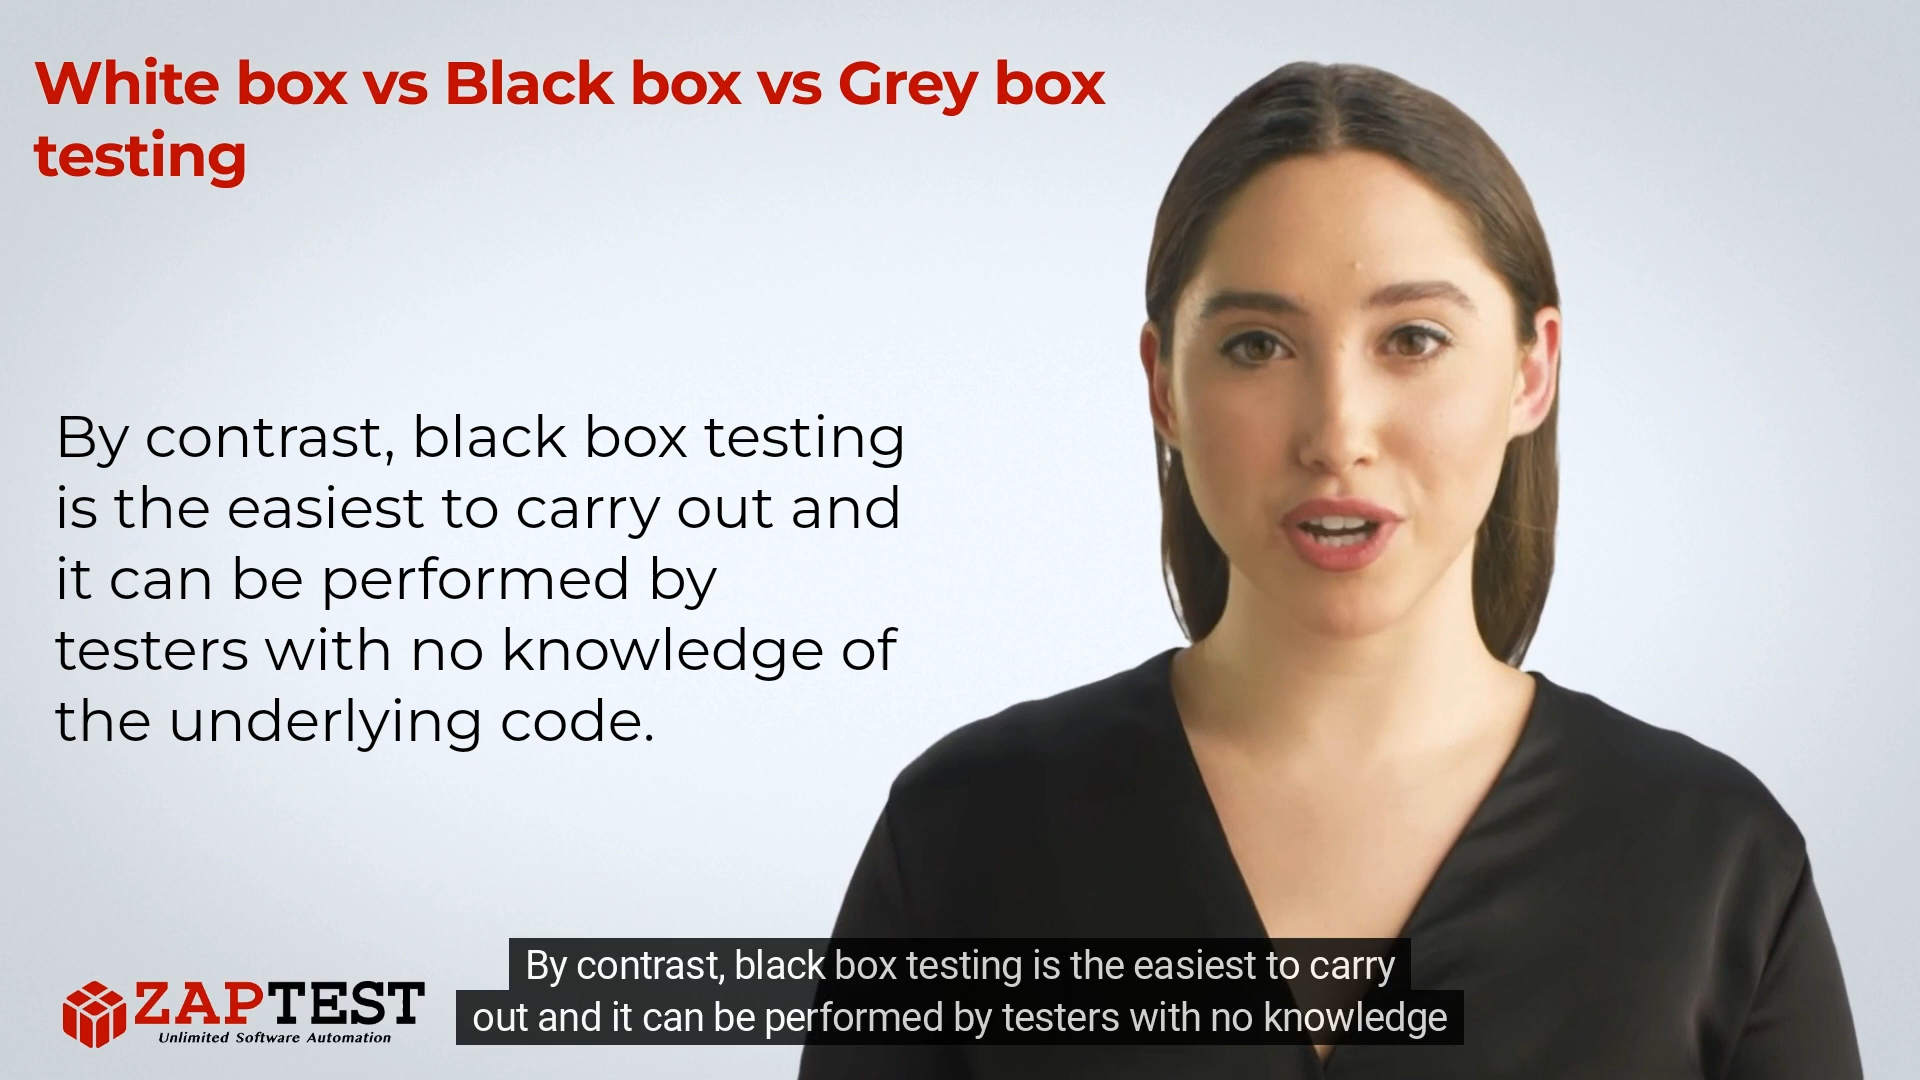 White box vs Black box vs Grey box
testing
By contrast, black box testing
is the easiest to carry out and
it can be performed by
testers with no knowledge of
the underlying code.
By contrast, black box testing is the easiest to carry
out and it can be performed by testers with no knowledge
ZAPTEST
Unlimited Software Automation